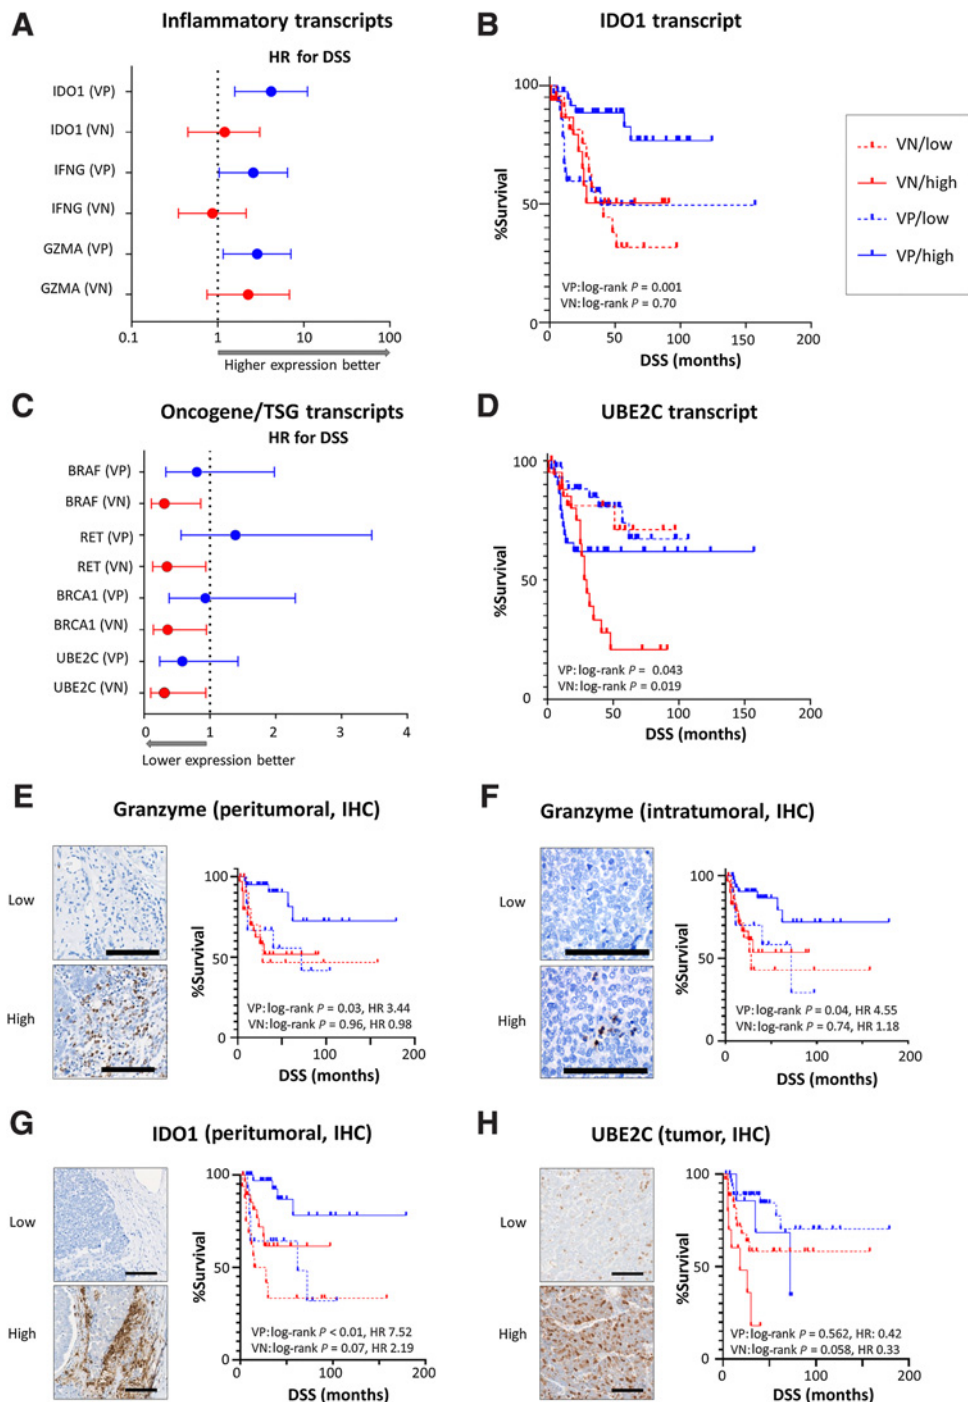 A Inflammatory transcripts
HR for DSS
IDO1 (VP)
IDO1 (VN)
IFNG (VP)
IFNG (VN)
GZMA (VP)
GZMA (VN)
0.1 1 10 100
Higher expression better
B IDO1 transcript
%Survival
100
50
0
VP: log-rank P = 0.001
VN: log-rank P = 0.70
0 50 100 150 200
DSS (months)
VN/low
VN/high
VP/low
VP/high
C Oncogene/TSG transcripts
HR for DSS
BRAF (VP)
BRAF (VN)
RET (VP)
RET (VN)
BRCA1 (VP)
BRCA1 (VN)
UBE2C (VP)
UBE2C (VN)
0 1 2 3 4
Lower expression better
D UBE2C transcript
%Survival
100
50
0
VP: log-rank P = 0.043
VN: log-rank P = 0.019
0 50 100 150 200
DSS (months)
E Granzyme (peritumoral, IHC)
Low
High
%Survival
100
50
0
VP: log-rank P = 0.03, HR 3.44
VN: log-rank P = 0.96, HR 0.98
0 100 200
DSS (months)
F Granzyme (intratumoral, IHC)
Low
High
%Survival
100
50
0
VP: log-rank P = 0.04, HR 4.55
VN: log-rank P = 0.74, HR 1.18
0 100 200
DSS (months)
G IDO1 (peritumoral, IHC)
Low
High
%Survival
100
50
0
VP: log-rank P < 0.01, HR 7.52
VN: log-rank P = 0.07, HR 2.19
0 100 200
DSS (months)
H UBE2C (tumor, IHC)
Low
High
%Survival
100
50
0
VP: log-rank P = 0.562, HR: 0.42
VN: log-rank P = 0.058, HR 0.33
0 100 200
DSS (months)